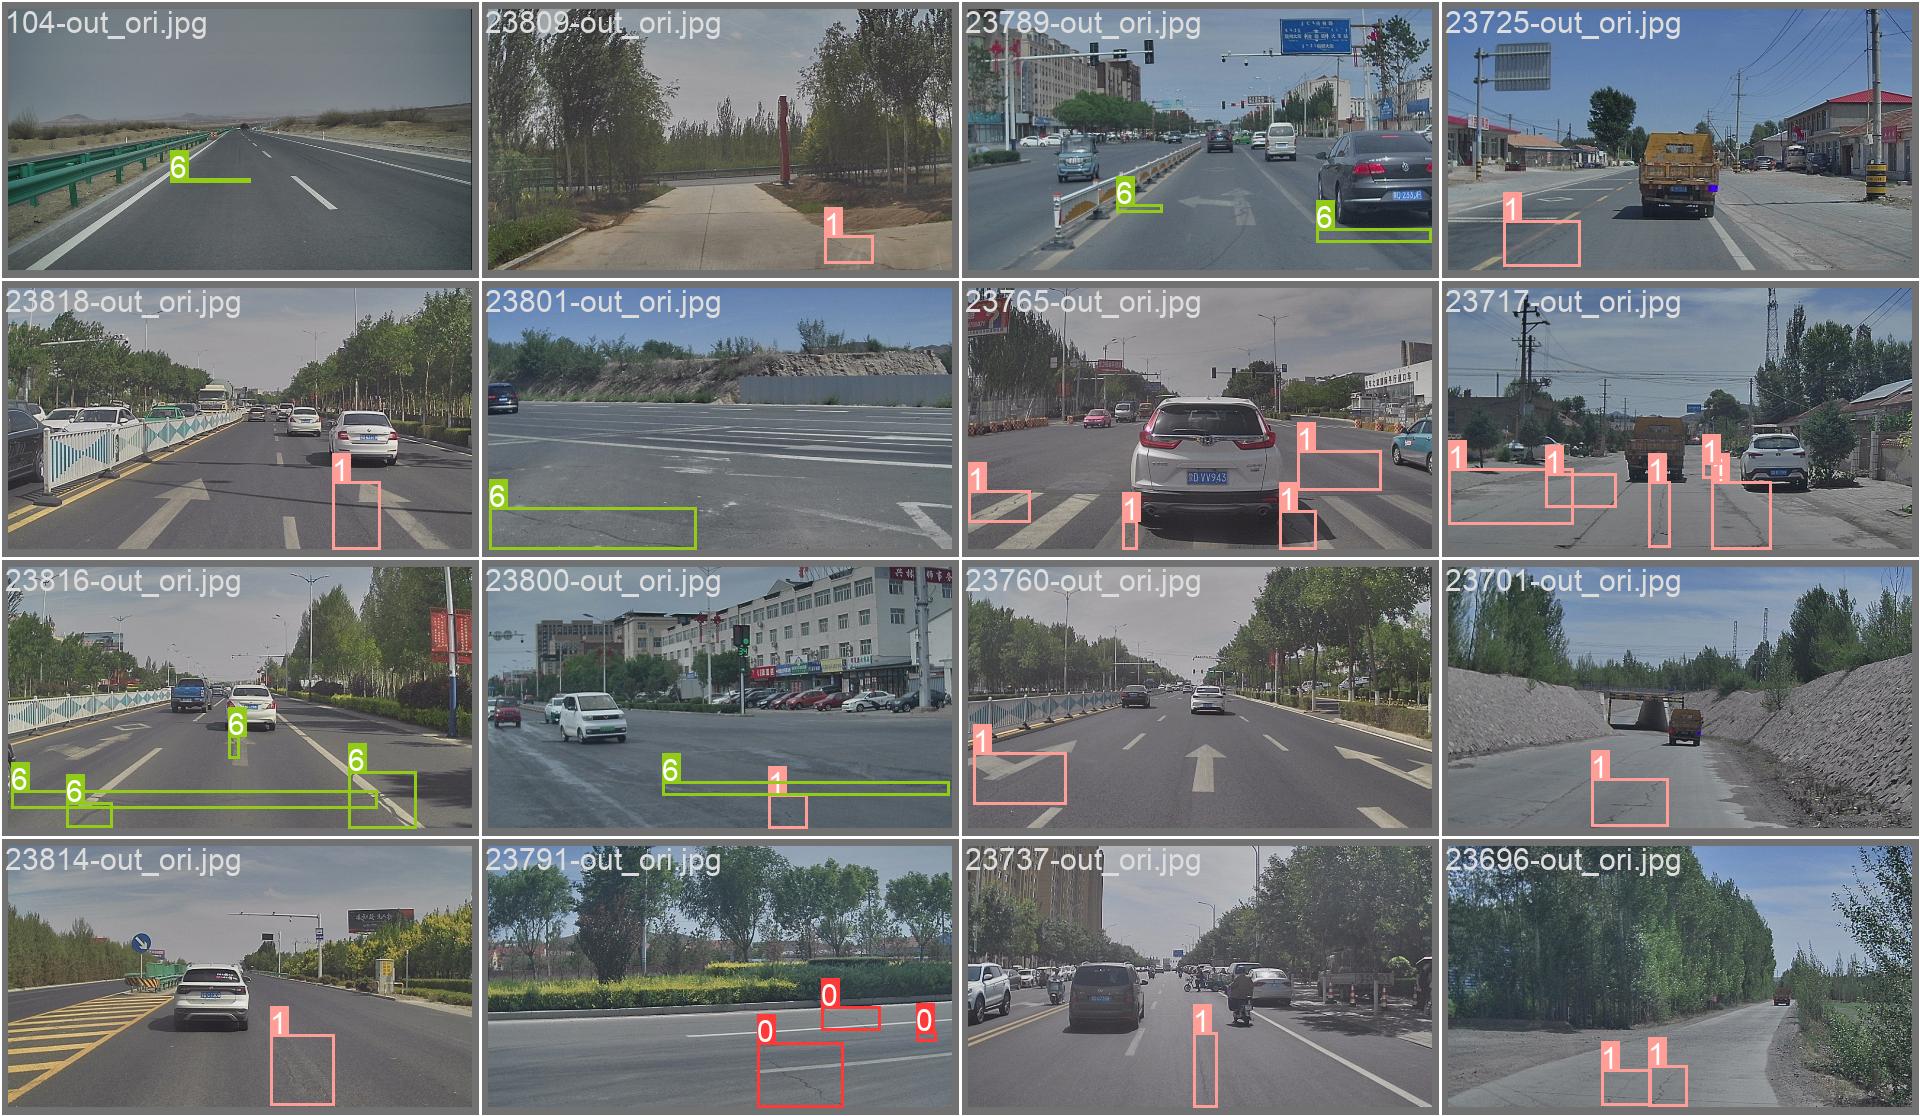 104-out_ori.jpg
23809-out_ori.jpg
23789-out_ori.jpg
23725-out_ori.jpg
6
1
6
6
1
23818-out_ori.jpg
23801-out_ori.jpg
23765-out_ori.jpg
23717-out_ori.jpg
1
6
1
1
1
1
1
1
1
1
1
23816-out_ori.jpg
23800-out_ori.jpg
23760-out_ori.jpg
23701-out_ori.jpg
6
6
6
6
6
1
1
1
23814-out_ori.jpg
23791-out_ori.jpg
23737-out_ori.jpg
23696-out_ori.jpg
1
0
0
0
1
1
1